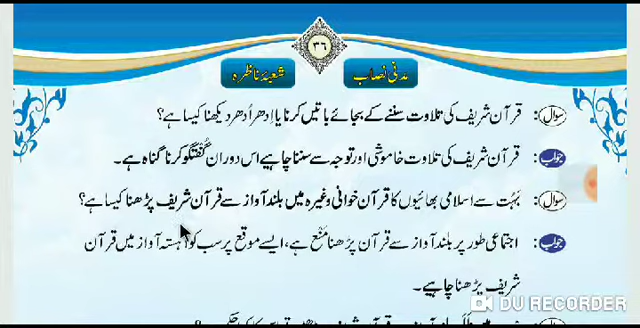 ۳۶
مدنی نصاب
شعبۂ ناظرہ
سوال: قرآن شریف کی تلاوت سننے کے بجائے باتیں کرنا یا اِدھر اُدھر دیکھنا کیسا ہے؟
جواب: قرآن شریف کی تلاوت خاموشی اور توجہ سے سننا چاہیے اس دوران گفتگو کرنا گناہ ہے۔
سوال: بہت سے اسلامی بھائیوں کا قرآن خوانی وغیرہ میں بلند آواز سے قرآن شریف پڑھنا کیسا ہے؟
جواب: اجتماعی طور پر بلند آواز سے قرآن پڑھنا منع ہے، ایسے موقع پر سب کو آہستہ آواز میں قرآن
شریف پڑھنا چاہیے۔
DU RECORDER